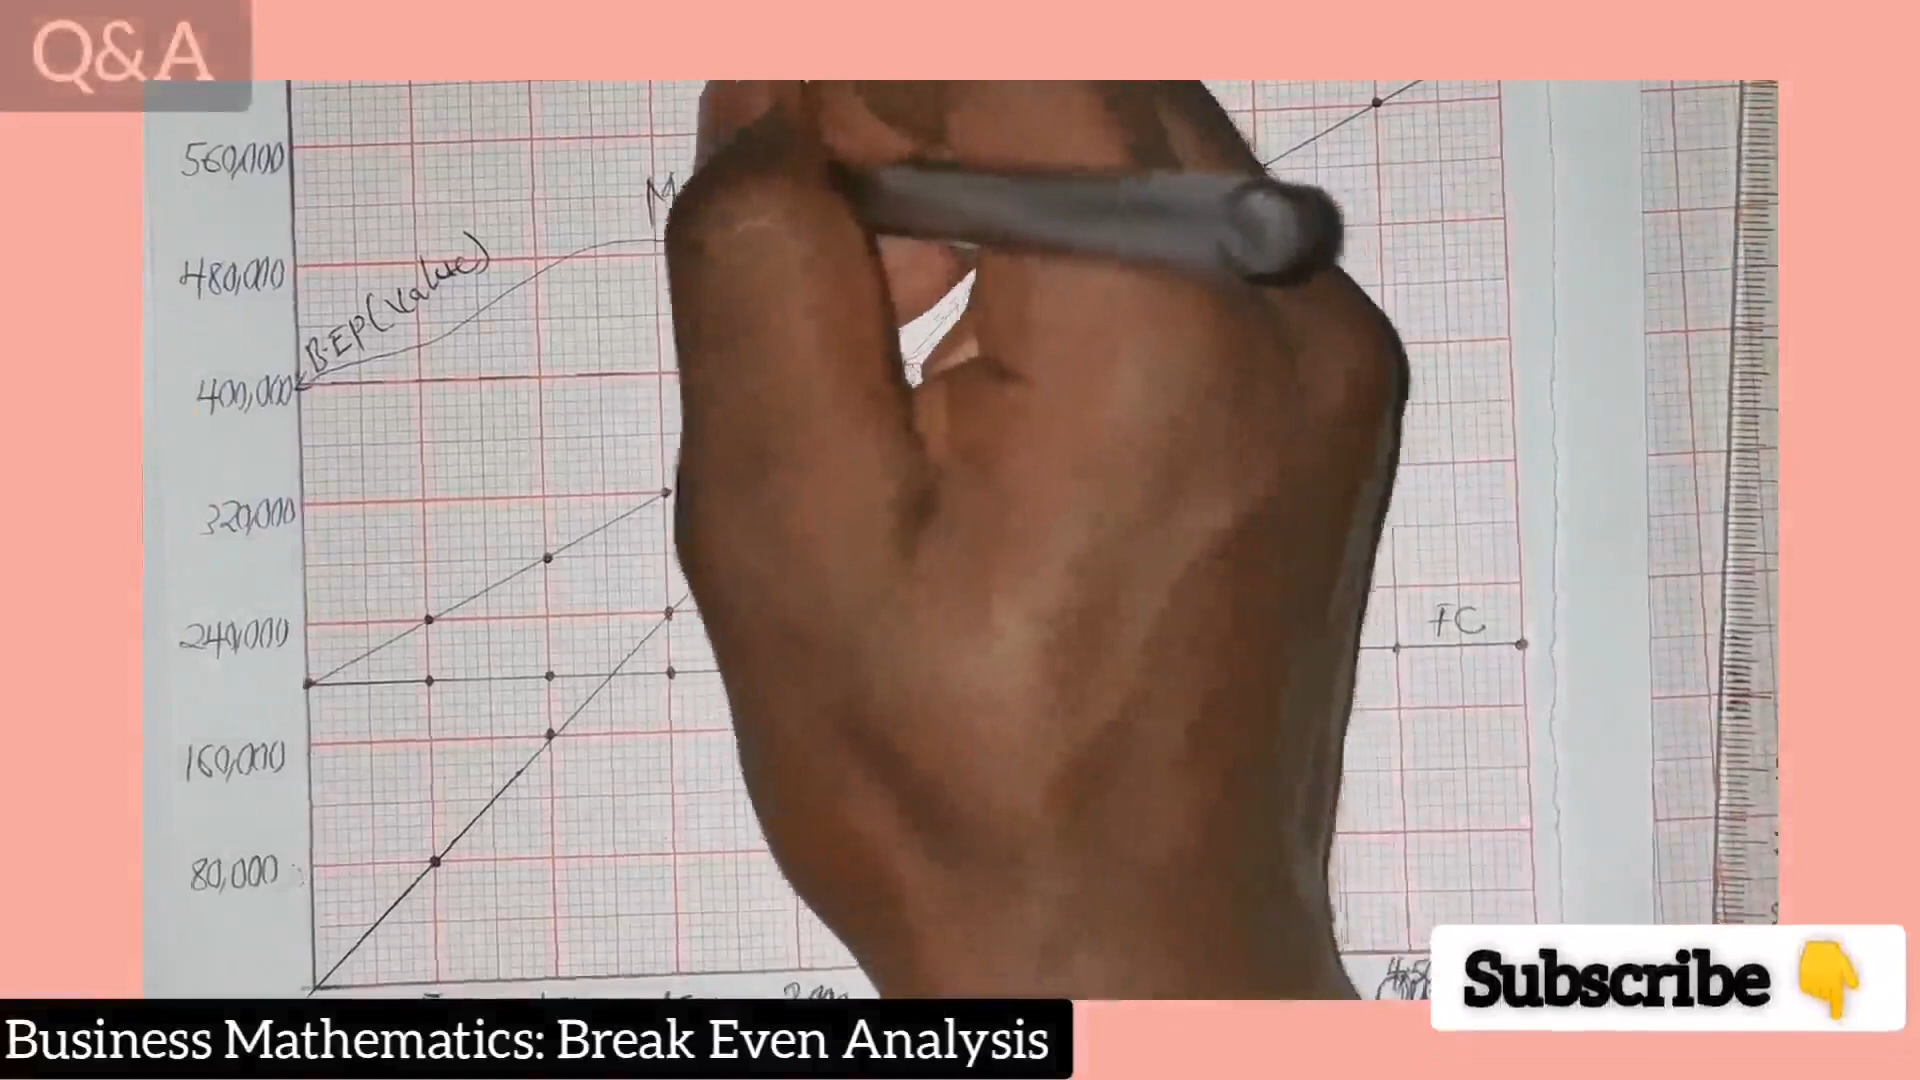 Q&A
560,000
M
480,000
B.EP(Value)
400,000
320,000
240,000
FC
160,000
80,000
Subscribe
Business Mathematics: Break Even Analysis